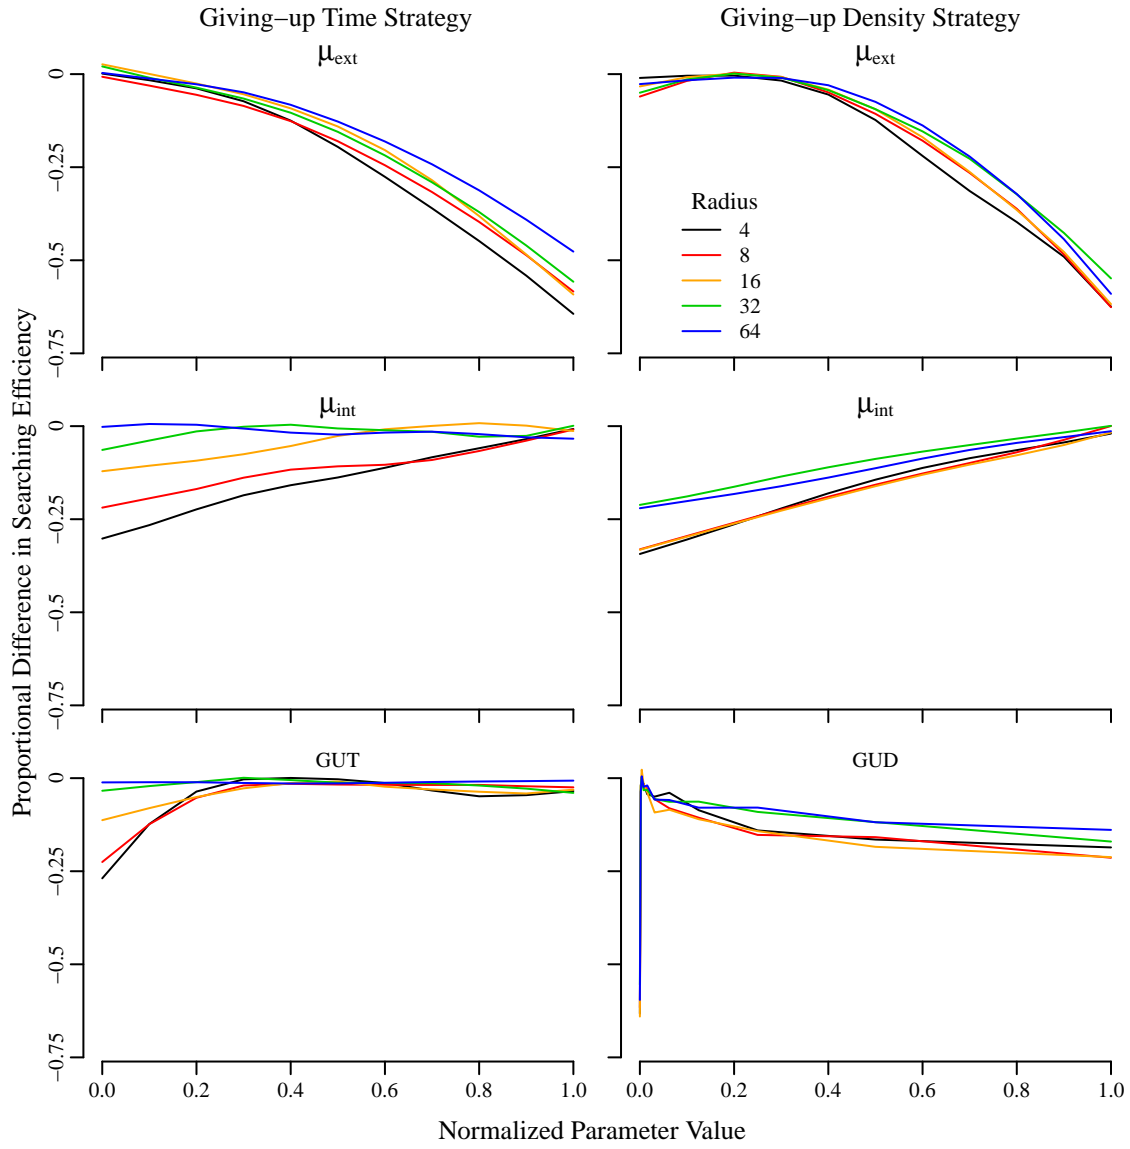 Giving−up Time Strategy
Giving−up Density Strategy
μext
μext
0
−0.25
−0.5
−0.75
Radius
4
8
16
32
64
Proportional Difference in Searching Efficiency
μint
μint
0
−0.25
−0.5
−0.75
GUT
GUD
0
−0.25
−0.5
−0.75
0.0 0.2 0.4 0.6 0.8 1.0
0.0 0.2 0.4 0.6 0.8 1.0
Normalized Parameter Value